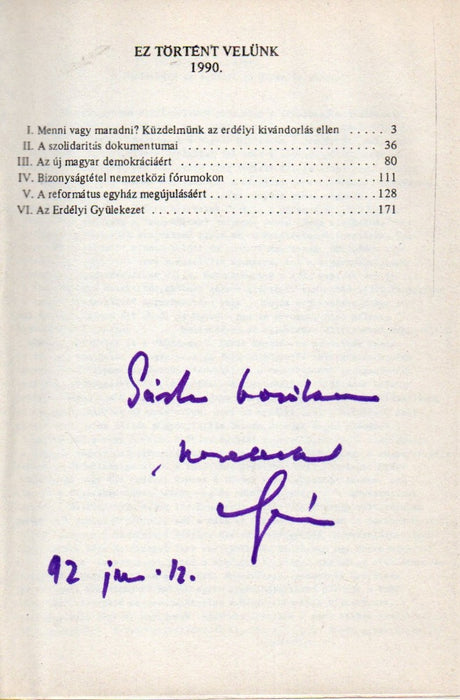 EZ TÖRTÉNT VELÜNK
1990.
I. Menni vagy maradni? Küzdelmünk az erdélyi kivándorlás ellen . . . . . 3
II. A szolidaritás dokumentumai . . . . . . . . . . . . . . . . . . . . . . . . . . . . 36
III. Az új magyar demokráciáért . . . . . . . . . . . . . . . . . . . . . . . . . . . . 80
IV. Bizonyságtétel nemzetközi fórumokon . . . . . . . . . . . . . . . . . . . . 111
V. A református egyház megújulásáért . . . . . . . . . . . . . . . . . . . . . . 128
VI. Az Erdélyi Gyülekezet . . . . . . . . . . . . . . . . . . . . . . . . . . . . . . . 171
92 12.